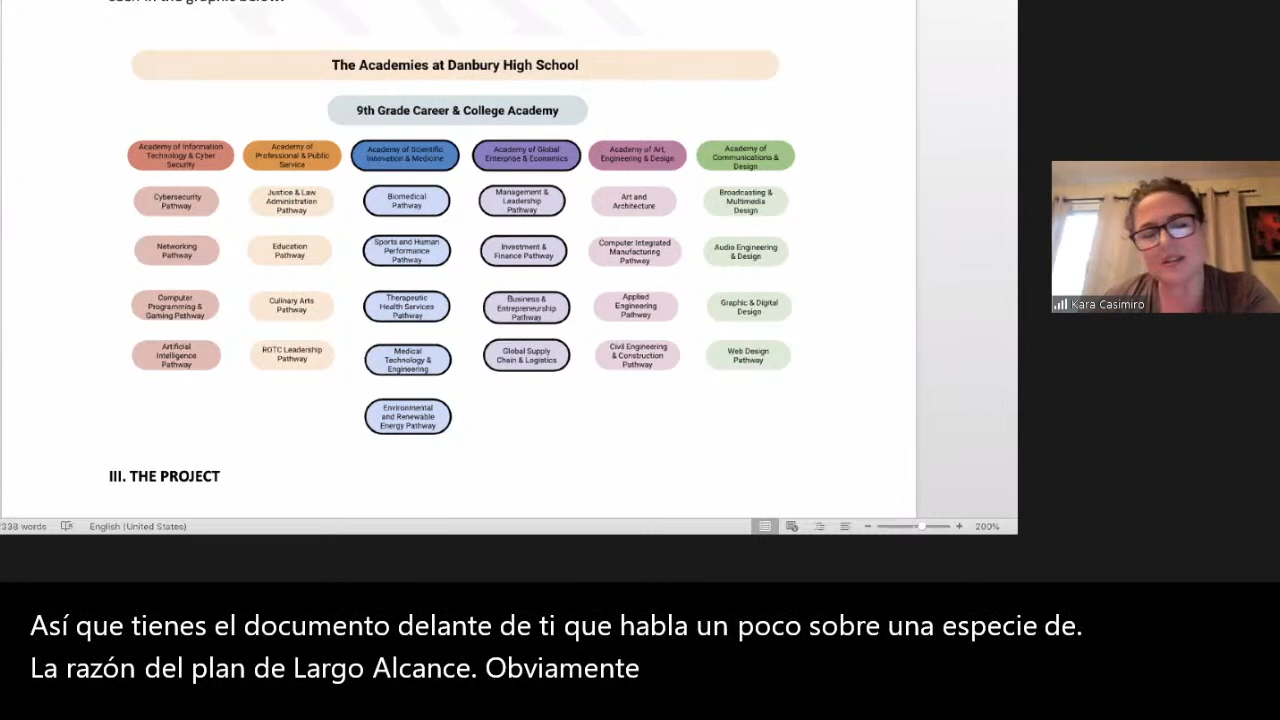 seen in the graphic below:
The Academies at Danbury High School
9th Grade Career & College Academy
Academy of Information
Technology & Cyber
Security
Academy of
Professional & Public
Service
Academy of Scientific
Innovation & Medicine
Academy of Global
Enterprise & Economics
Academy of Art,
Engineering & Design
Academy of
Communications &
Design
Cybersecurity
Pathway
Justice & Law
Administration
Pathway
Biomedical
Pathway
Management &
Leadership
Pathway
Art and
Architecture
Broadcasting &
Multimedia
Design
Networking
Pathway
Education
Pathway
Sports and Human
Performance
Pathway
Investment &
Finance Pathway
Computer Integrated
Manufacturing
Pathway
Audio Engineering
& Design
Computer
Programming &
Gaming Pathway
Culinary Arts
Pathway
Therapeutic
Health Services
Pathway
Business &
Entrepreneurship
Pathway
Applied
Engineering
Pathway
Graphic & Digital
Design
Artificial
Intelligence
Pathway
ROTC Leadership
Pathway
Medical
Technology &
Engineering
Global Supply
Chain & Logistics
Civil Engineering
& Construction
Pathway
Web Design
Pathway
Environmental
and Renewable
Energy Pathway
III. THE PROJECT
338 words
English (United States)
200%
Kara Casimiro
Así que tienes el documento delante de ti que habla un poco sobre una especie de.
La razón del plan de Largo Alcance. Obviamente